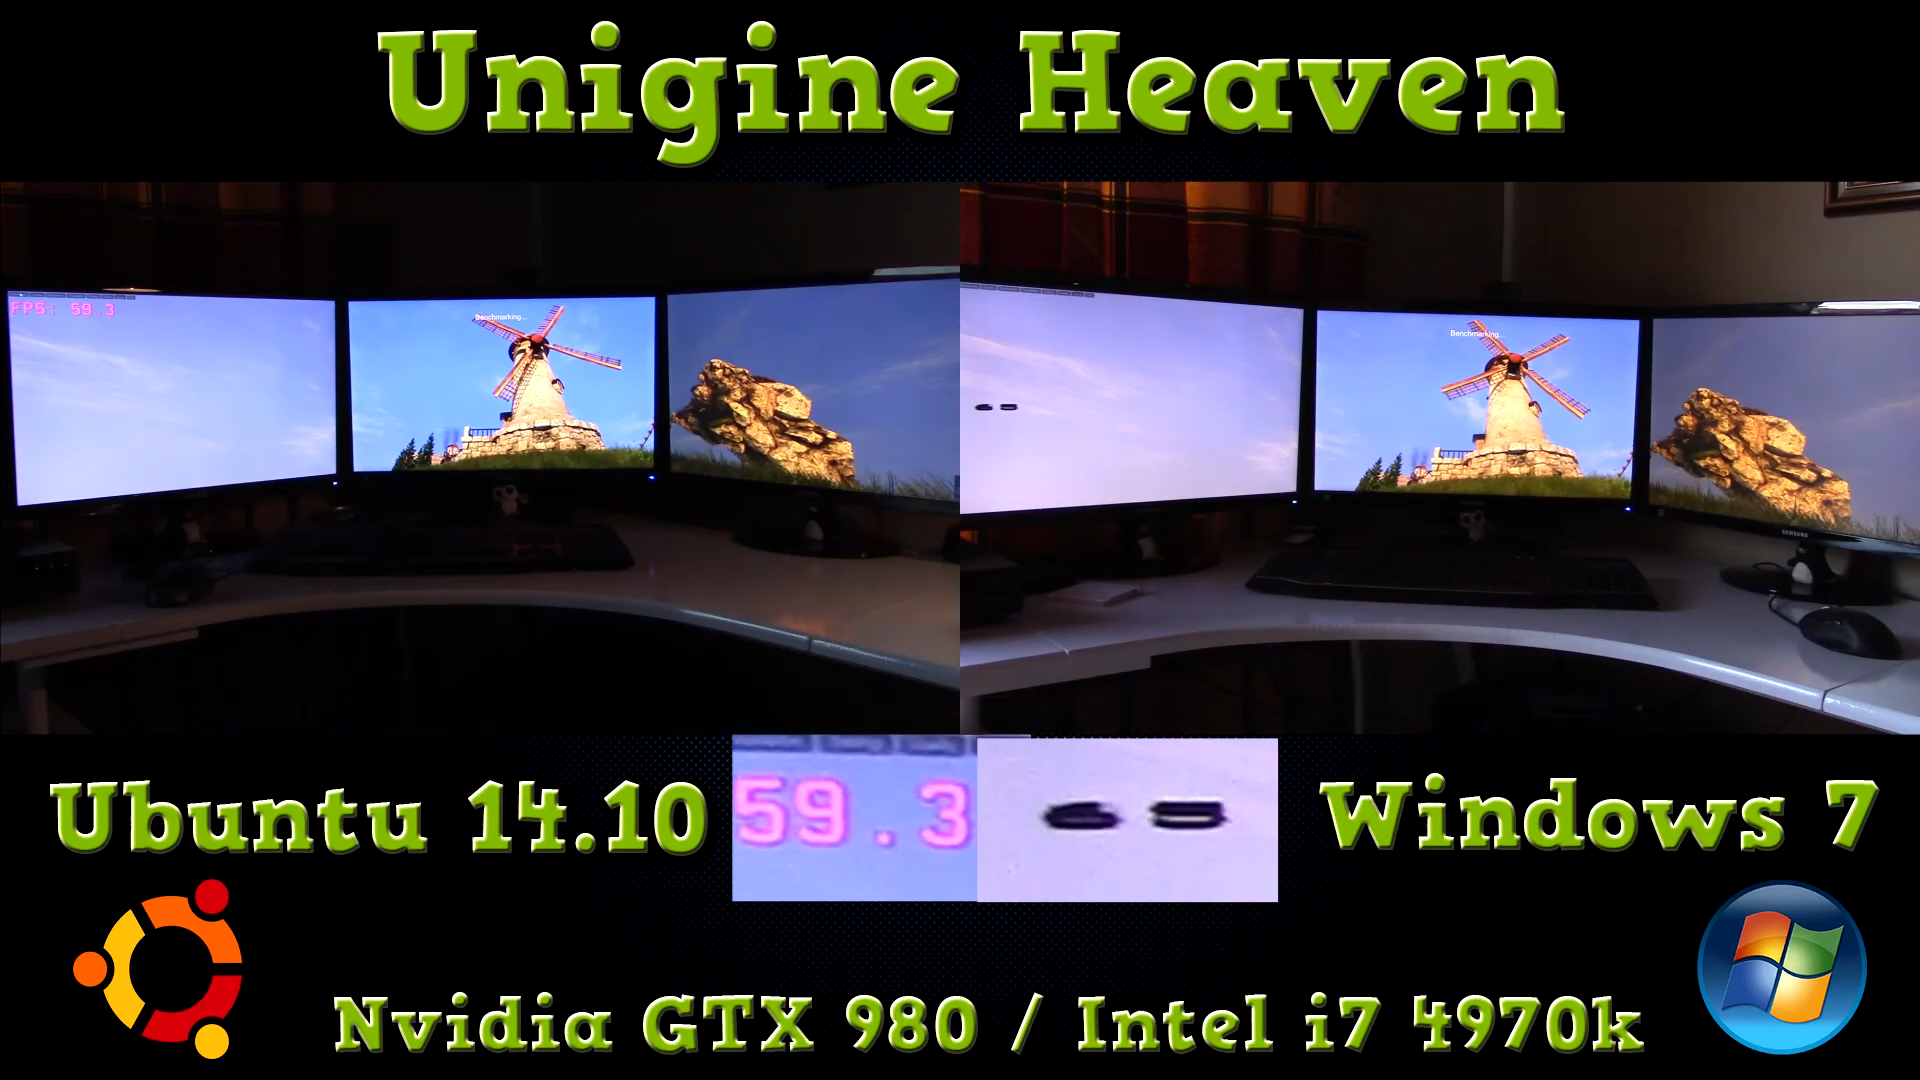 Unigine Heaven
FPS: 59.3
Benchmarking...
Benchmarking...
SAMSUNG
Ubuntu 14.10
59.3
Windows 7
Nvidia GTX 980 / Intel i7 4970k